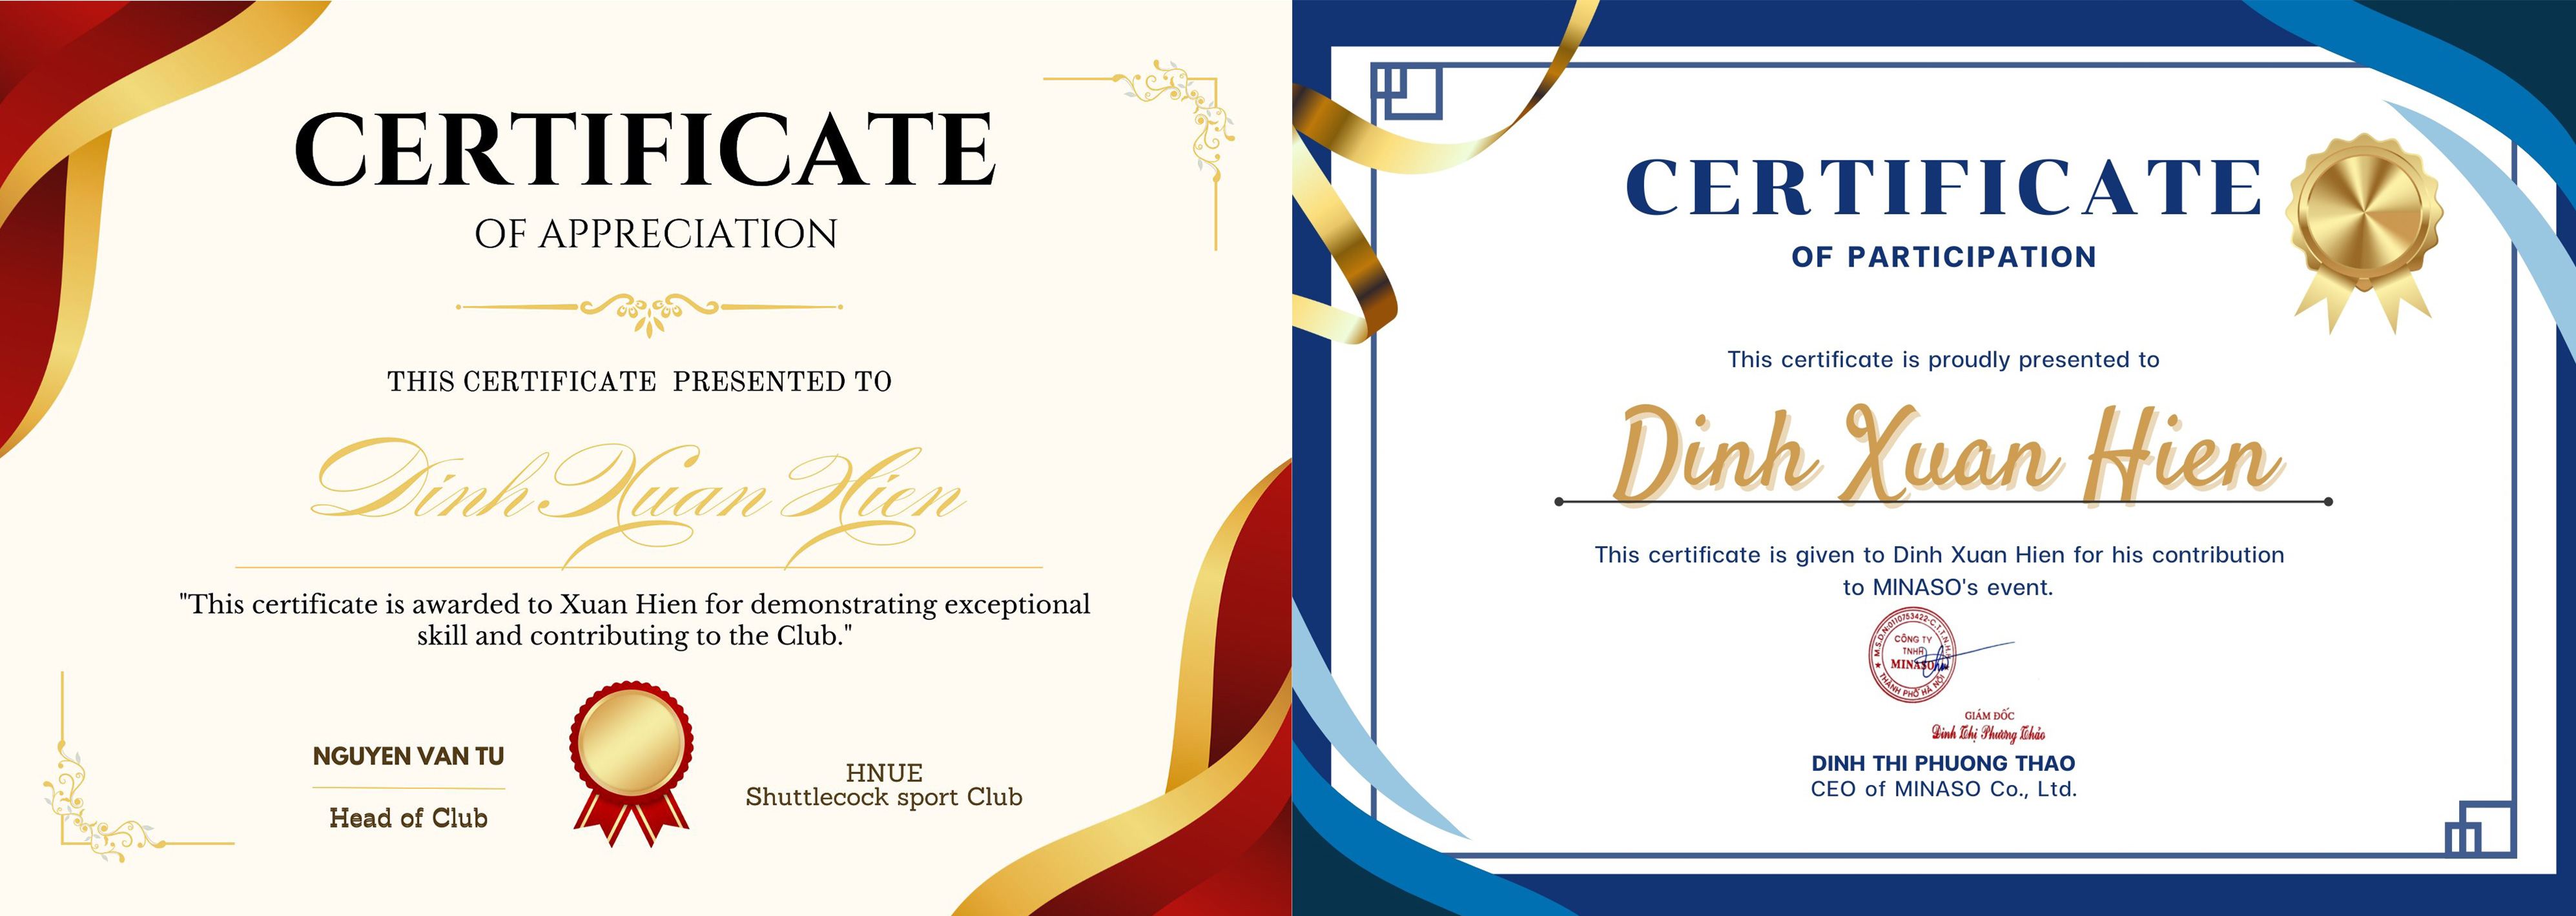 CERTIFICATE
OF APPRECIATION
THIS CERTIFICATE PRESENTED TO
Dinh Xuan Hien
"This certificate is awarded to Xuan Hien for demonstrating exceptional
skill and contributing to the Club."
NGUYEN VAN TU
Head of Club
HNUE
Shuttlecock sport Club
CERTIFICATE
OF PARTICIPATION
This certificate is proudly presented to
Dinh Xuan Hien
This certificate is given to Dinh Xuan Hien for his contribution
to MINASO's event.
M.S.D.N:0110753422-C.T.T.N.H.H
CÔNG TY
TNHH
MINASO
THÀNH PHỐ HÀ NỘI
GIÁM ĐỐC
Đinh Thị Phương Thảo
DINH THI PHUONG THAO
CEO of MINASO Co., Ltd.